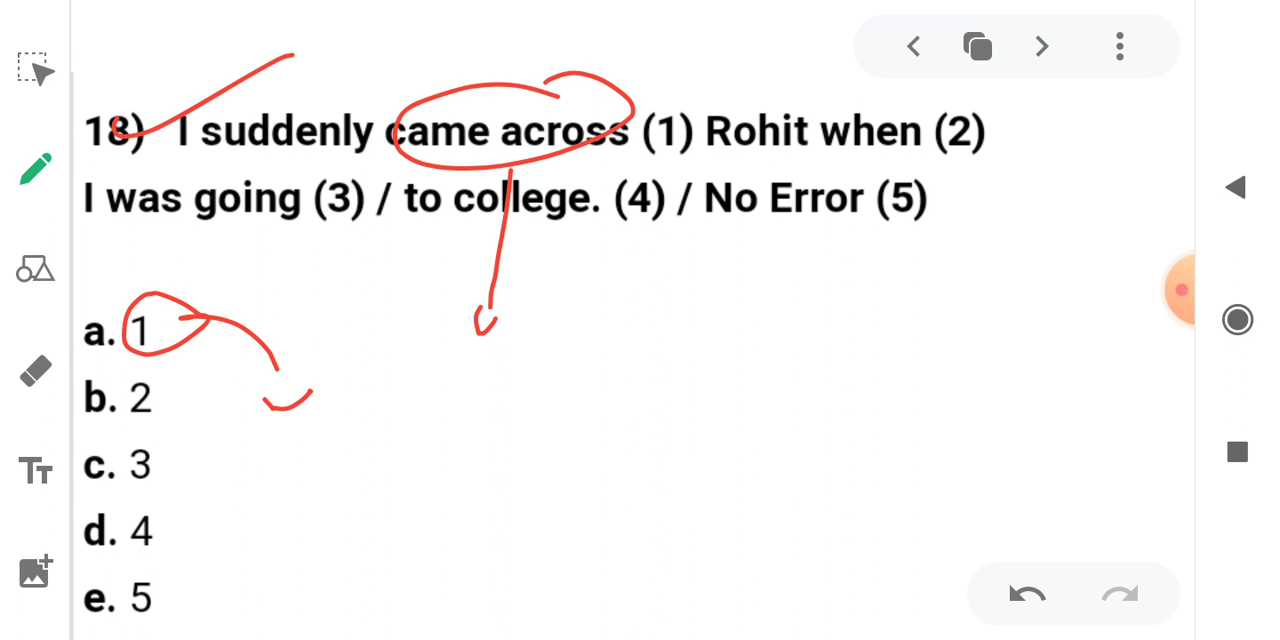 18) I suddenly came across (1) Rohit when (2)
I was going (3) / to college. (4) / No Error (5)
a. 1
b. 2
c. 3
d. 4
e. 5
Tт